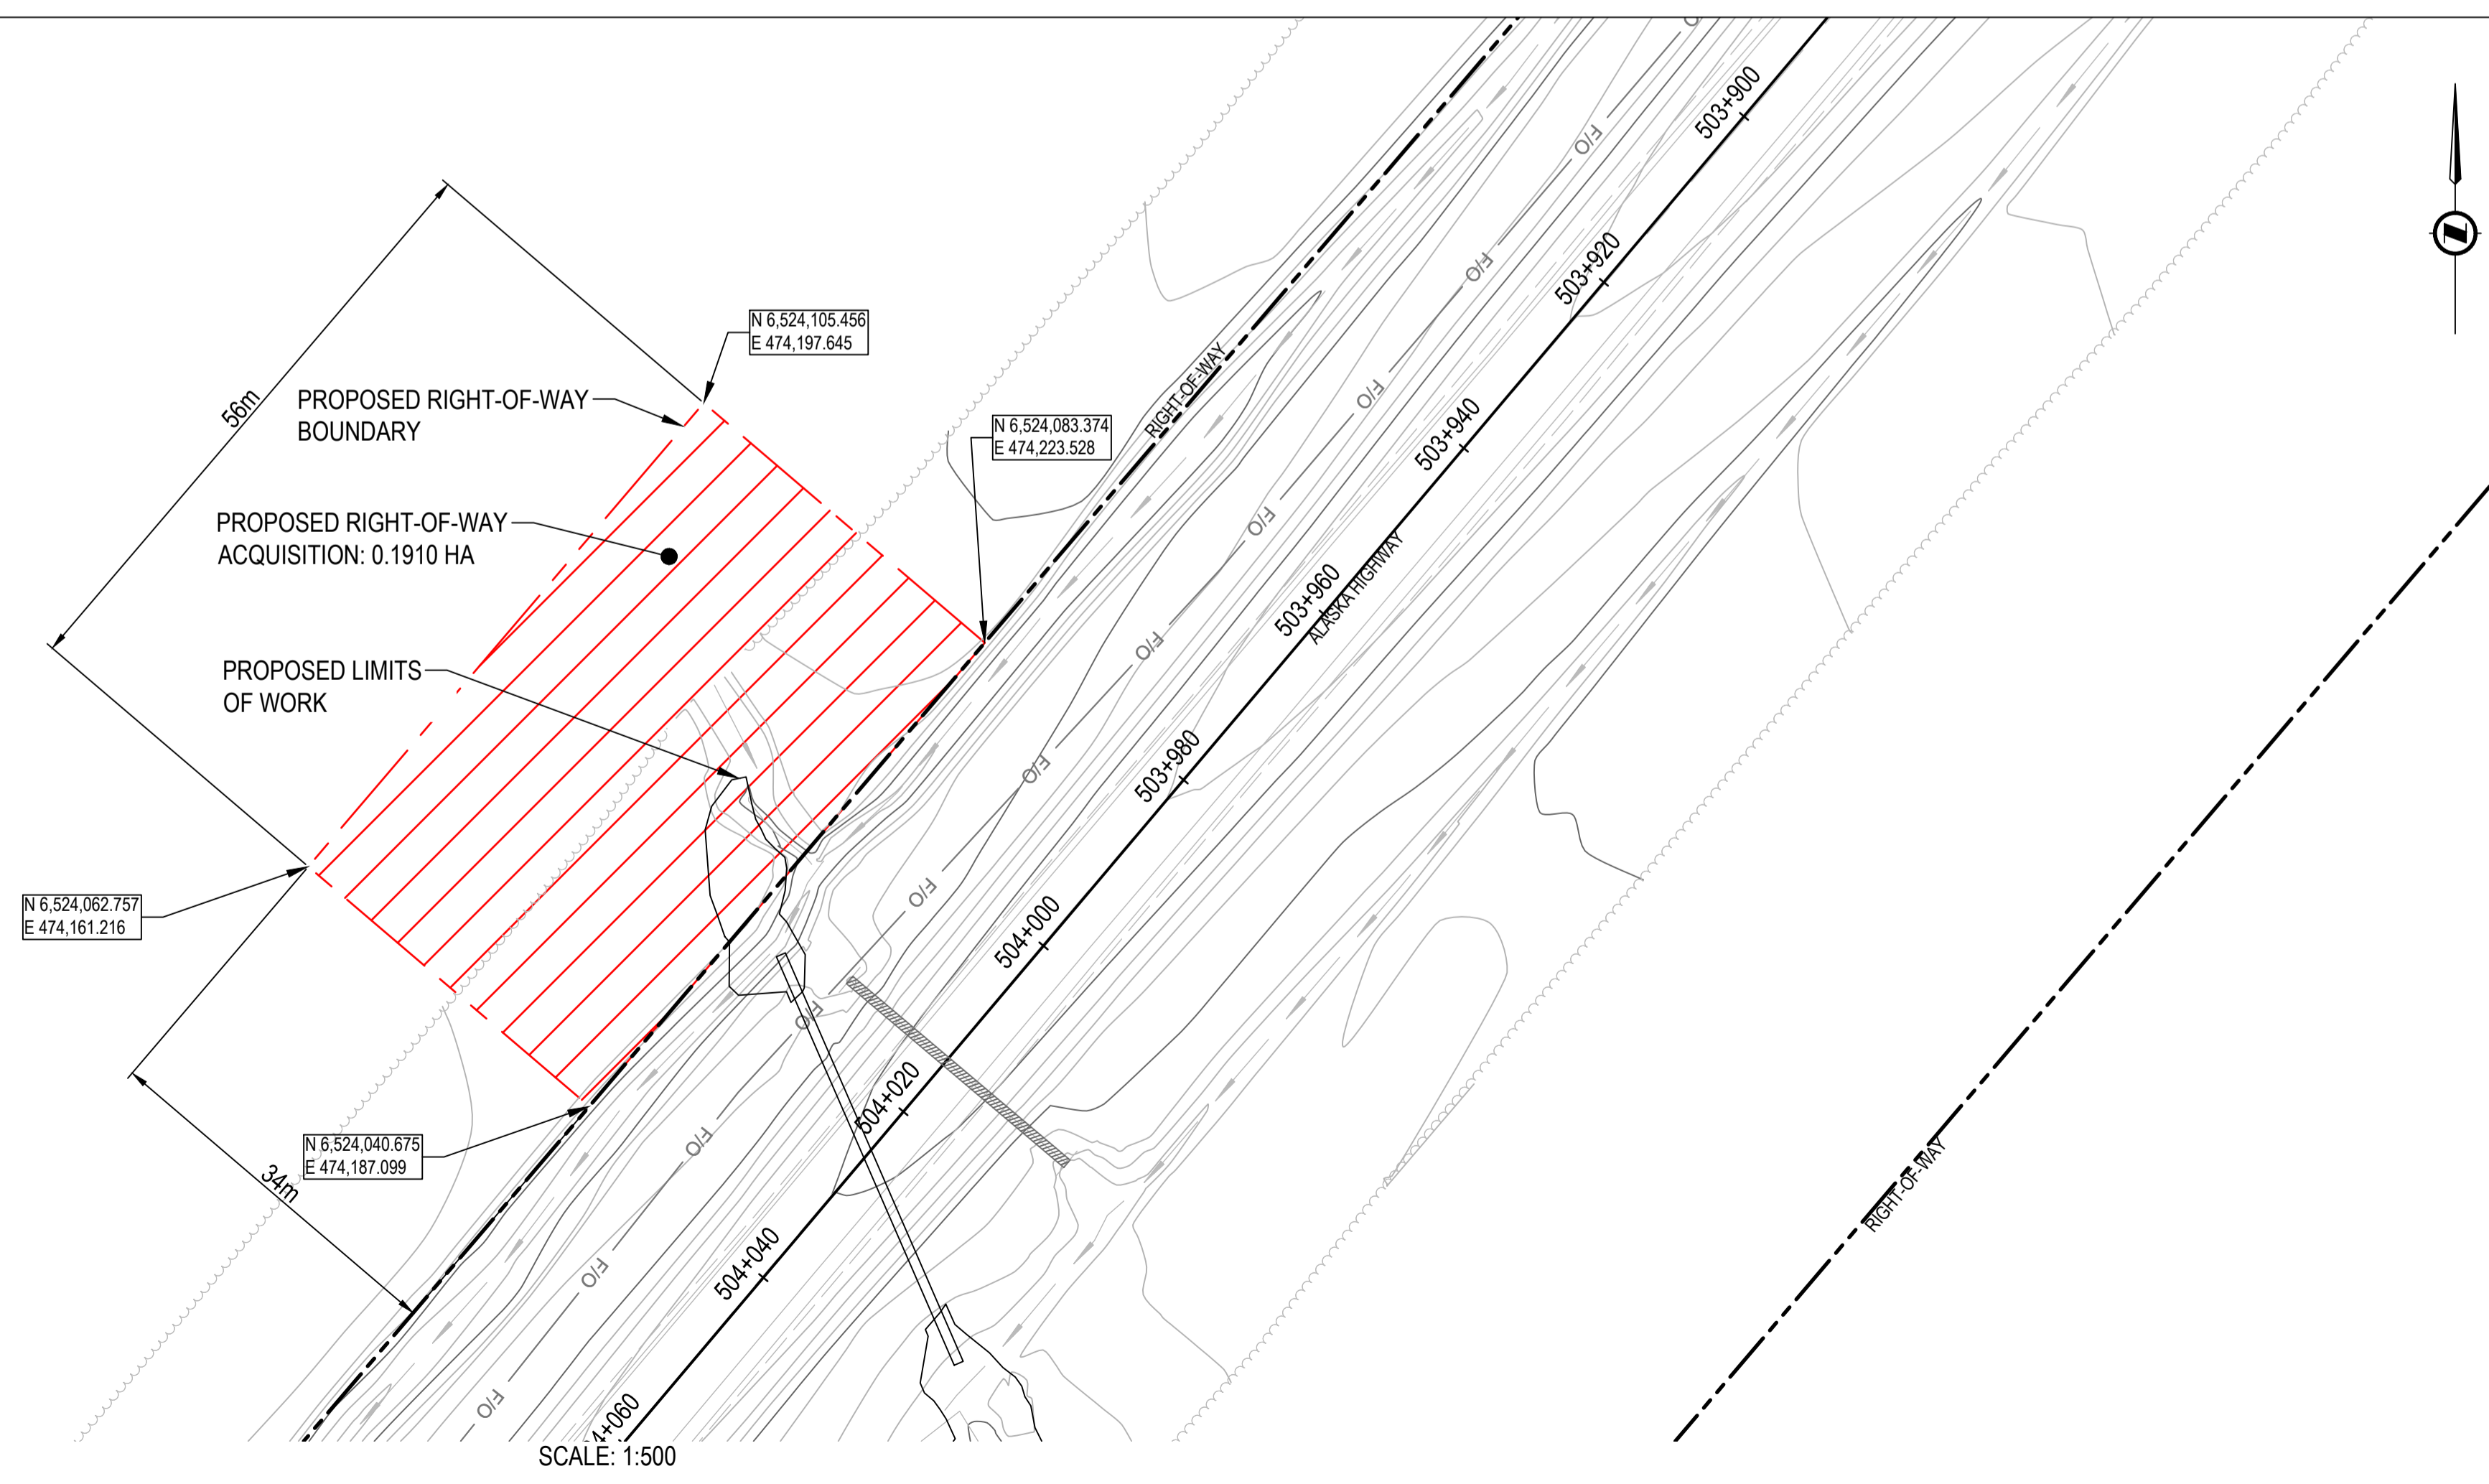 503+900
503+920
503+940
503+960
503+980
504+000
504+020
504+040
4+060
ALASKA HIGHWAY
RIGHT-OF-WAY
RIGHT-OF-WAY
F/O
F/O
F/O
F/O
F/O
F/O
F/O
F/O
F/O
F/O
F/O
56m
34m
N 6,524,105.456
E 474,197.645
PROPOSED RIGHT-OF-WAY
BOUNDARY
N 6,524,083.374
E 474,223.528
PROPOSED RIGHT-OF-WAY
ACQUISITION: 0.1910 HA
PROPOSED LIMITS
OF WORK
N 6,524,062.757
E 474,161.216
N 6,524,040.675
E 474,187.099
SCALE: 1:500
N